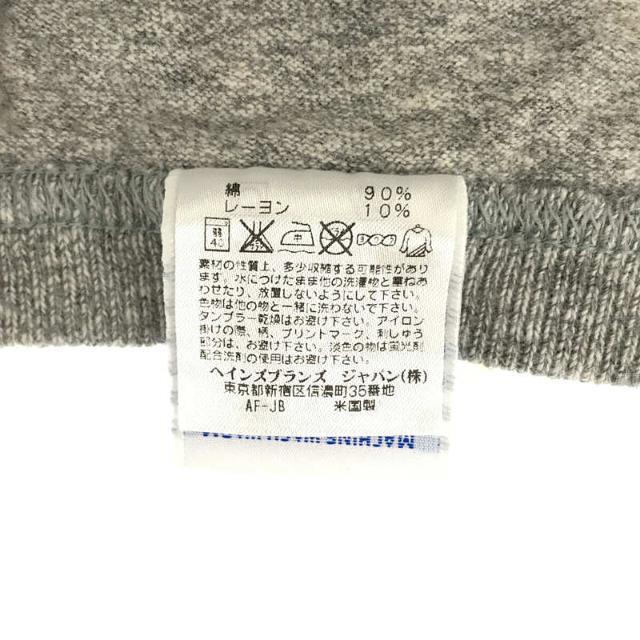 綿 90%
レーヨン 10%
弱
40
中
素材の性質上、多少収縮する可能性があり
ます。水につけたまま他の洗濯物と重ねあ
わせたり、放置しないようにして下さい。
色物は他の物と一緒に洗わないで下さい。
タンブラー乾燥はお避け下さい。アイロン
掛けの際、柄、プリントマーク、刺しゅう
部分は、お避け下さい。淡色の物は蛍光剤
配合洗剤の使用はお避け下さい。
ヘインズブランズ ジャパン(株)
東京都新宿区信濃町35番地
AF-JB 米国製
MACHINE WASH WARM